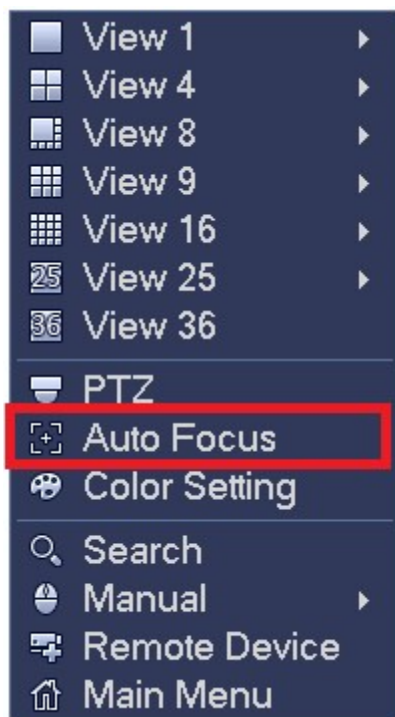 View 1
View 4
View 8
View 9
View 16
25 View 25
36 View 36
PTZ
Auto Focus
Color Setting
Search
Manual
Remote Device
Main Menu